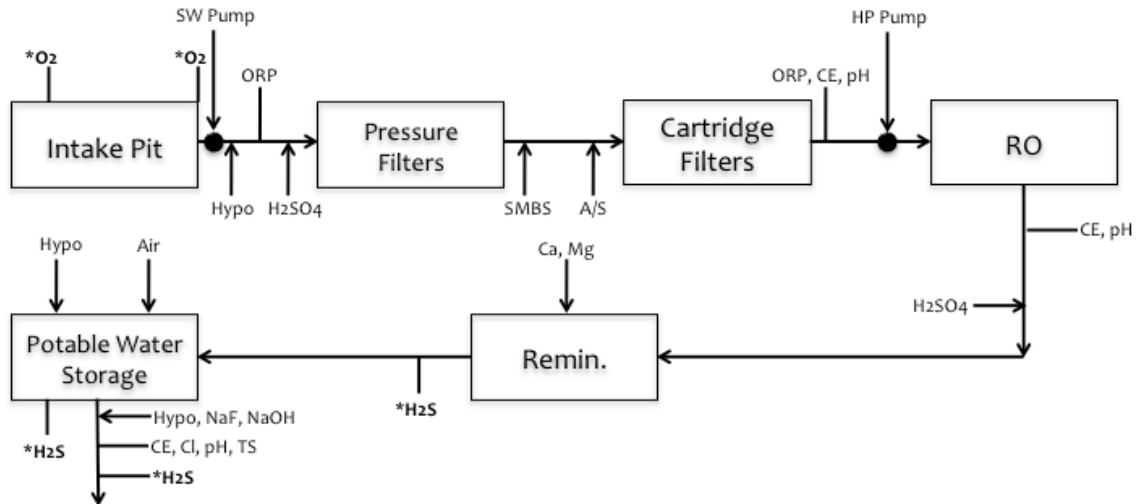 SW Pump
HP Pump
*O2
*O2
ORP
ORP, CE, pH
Intake Pit
Pressure
Filters
Cartridge
Filters
RO
Hypo
H2SO4
SMBS
A/S
CE, pH
Hypo
Air
Ca, Mg
H2SO4
Potable Water
Storage
Remin.
*H2S
Hypo, NaF, NaOH
*H2S
CE, Cl, pH, TS
*H2S